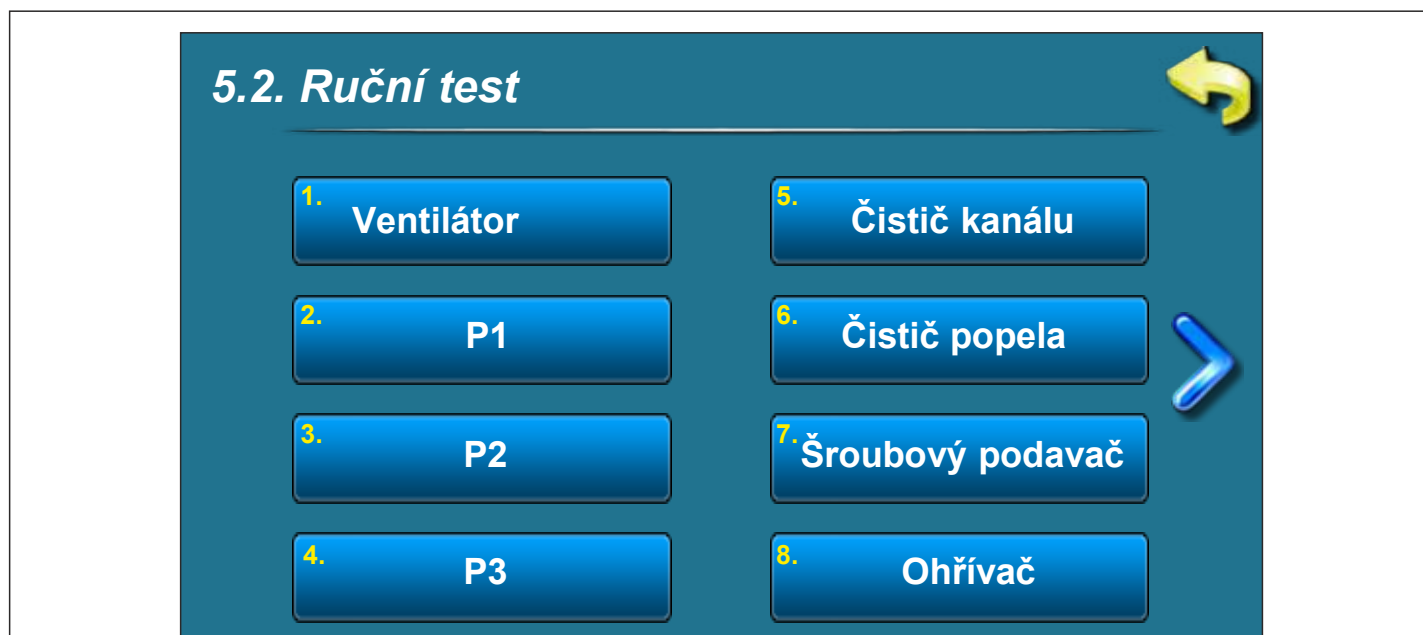 5.2. Ruční test
1. Ventilátor
2. P1
3. P2
4. P3
5. Čistič kanálu
6. Čistič popela
7. Šroubový podavač
8. Ohřívač